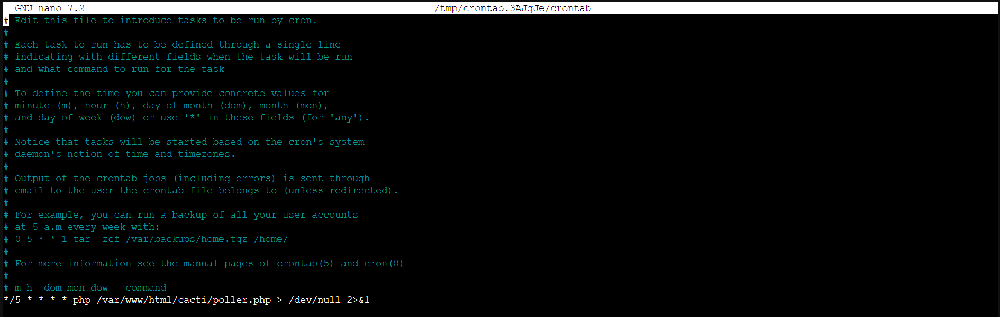 GNU nano 7.2 /tmp/crontab.3AJgJe/crontab
# Edit this file to introduce tasks to be run by cron.
#
# Each task to run has to be defined through a single line
# indicating with different fields when the task will be run
# and what command to run for the task
#
# To define the time you can provide concrete values for
# minute (m), hour (h), day of month (dom), month (mon),
# and day of week (dow) or use '*' in these fields (for 'any').
#
# Notice that tasks will be started based on the cron's system
# daemon's notion of time and timezones.
#
# Output of the crontab jobs (including errors) is sent through
# email to the user the crontab file belongs to (unless redirected).
#
# For example, you can run a backup of all your user accounts
# at 5 a.m every week with:
# 0 5 * * 1 tar -zcf /var/backups/home.tgz /home/
#
# For more information see the manual pages of crontab(5) and cron(8)
#
# m h  dom mon dow   command
*/5 * * * * php /var/www/html/cacti/poller.php > /dev/null 2>&1